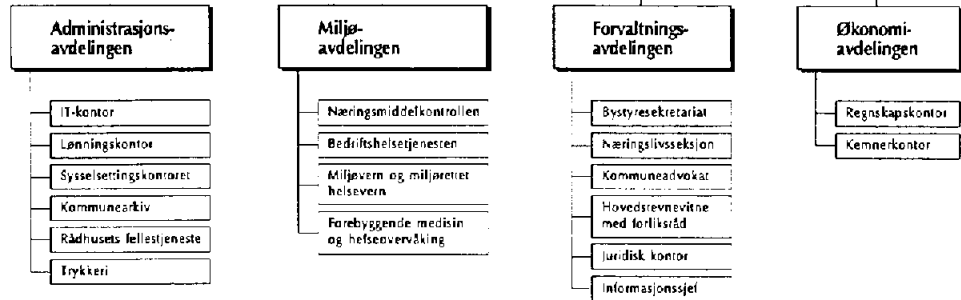 Administrasjons-
avdelingen
IT-kontor
Lønningskontor
Sysselsettingskontoret
Kommunearkiv
Rådhusets fellestjeneste
Trykkeri
Miljø-
avdelingen
Næringsmiddelkontrollen
Bedriftshelsetjenesten
Miljøvern og miljørettet
helsevern
Forebyggende medisin
og helseovervåking
Forvaltnings-
avdelingen
Bystyresekretariat
Næringslivsseksjon
Kommuneadvokat
Hovedstevnevitne
med forliksråd
Juridisk kontor
Informasjonssjef
Økonomi-
avdelingen
Regnskapskontor
Kemnerkontor